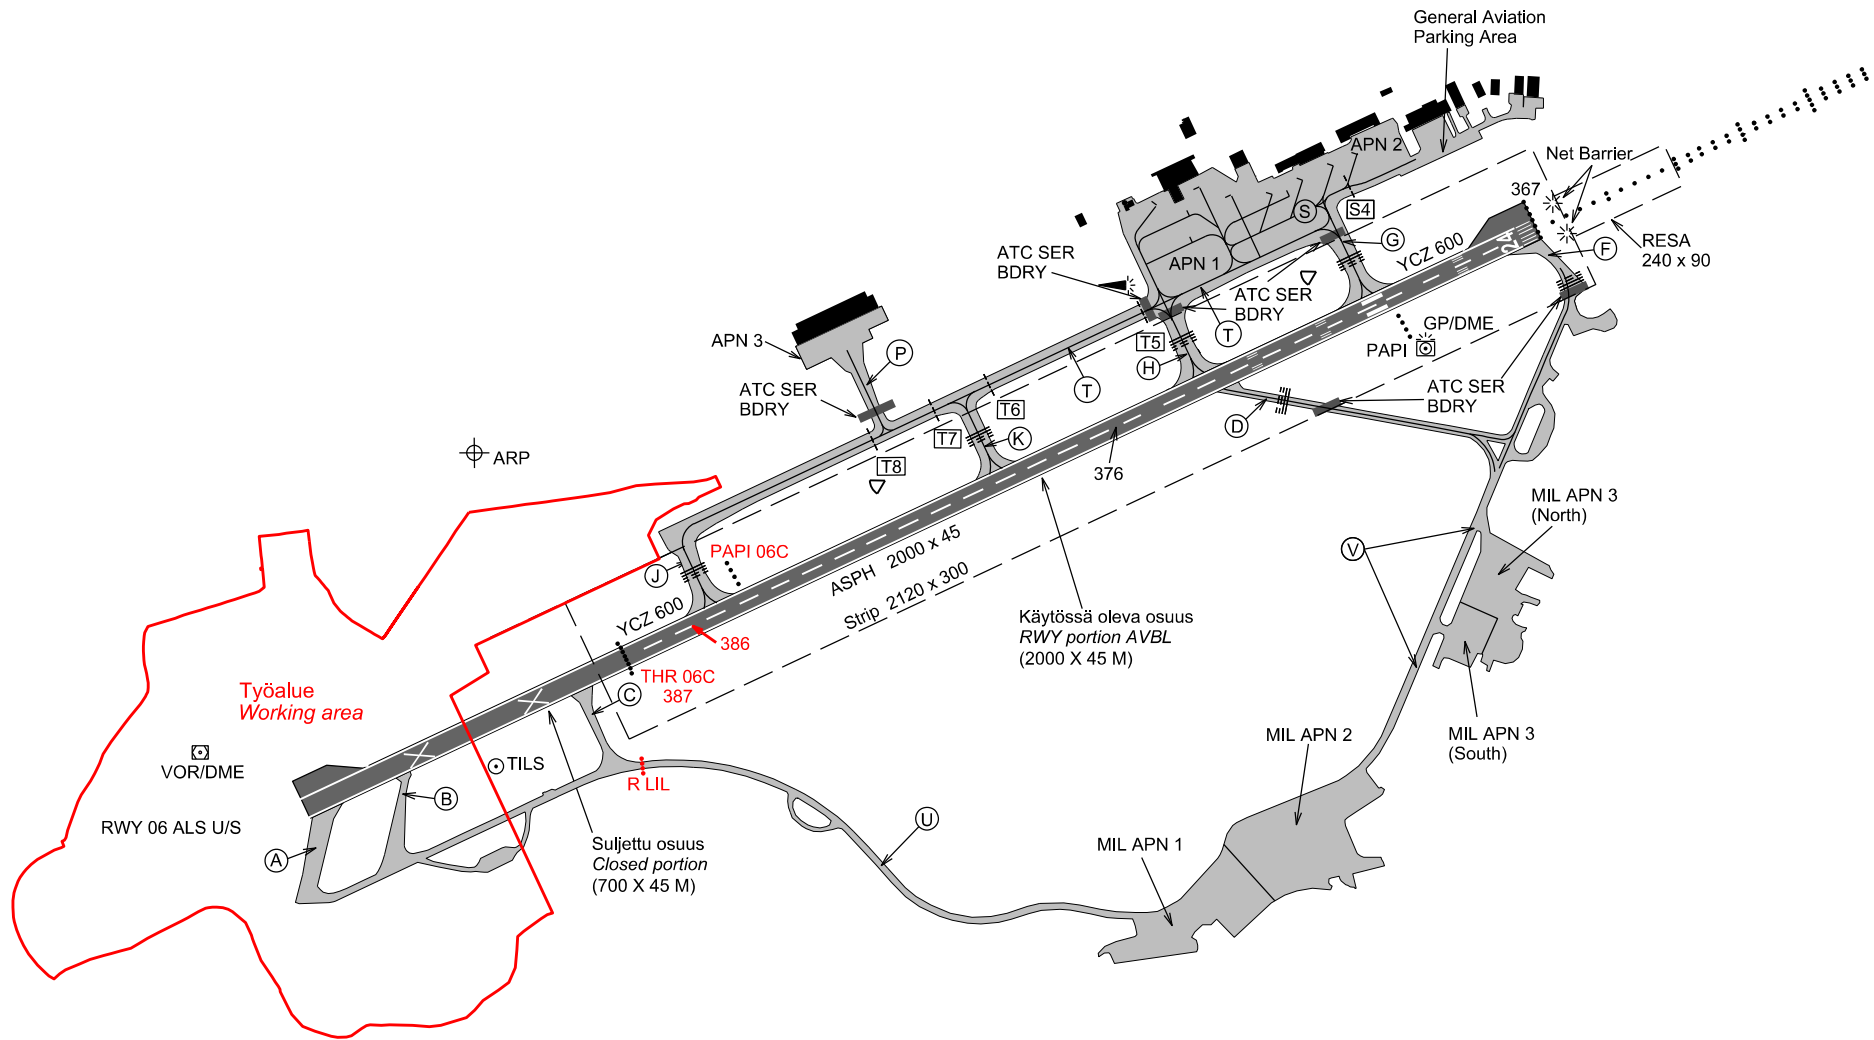 General Aviation
Parking Area
APN 2
Net Barrier
367
S
S4
G
YCZ 600
24
F
RESA
240 x 90
ATC SER
BDRY
APN 1
ATC SER
BDRY
T
GP/DME
PAPI
T5
H
APN 3
P
ATC SER
BDRY
T
T6
T7
K
T8
D
ATC SER
BDRY
376
ARP
MIL APN 3
(North)
V
PAPI 06C
J
ASPH 2000 x 45
Strip 2120 x 300
YCZ 600
386
Käytössä oleva osuus
RWY portion AVBL
(2000 X 45 M)
THR 06C
387
C
Työalue
Working area
MIL APN 3
(South)
MIL APN 2
VOR/DME
TILS
R LIL
B
RWY 06 ALS U/S
A
Suljettu osuus
Closed portion
(700 X 45 M)
U
MIL APN 1